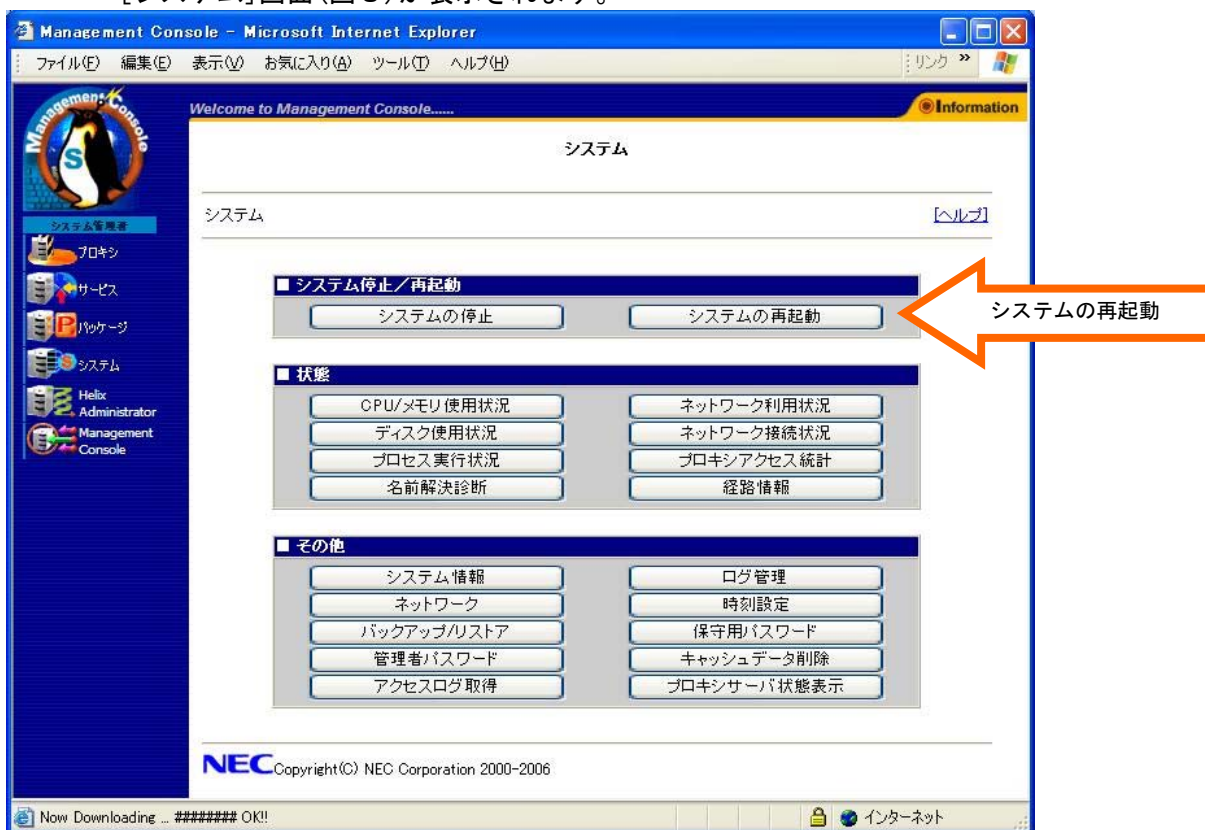 [システム]画面(図3)が表示されます。
Management Console - Microsoft Internet Explorer
ファイル(F) 編集(E) 表示(V) お気に入り(A) ツール(T) ヘルプ(H)
リンク »
Management Console
S
Welcome to Management Console......
Information
システム
システム管理者
プロキシ
サービス
P パッケージ
システム
Helix
Administrator
Management
Console
システム
[ヘルプ]
■ システム停止/再起動
システムの停止 システムの再起動
システムの再起動
■ 状態
CPU/メモリ使用状況 ネットワーク利用状況
ディスク使用状況 ネットワーク接続状況
プロセス実行状況 プロキシアクセス統計
名前解決診断 経路情報
■ その他
システム情報 ログ管理
ネットワーク 時刻設定
バックアップ/リストア 保守用パスワード
管理者パスワード キャッシュデータ削除
アクセスログ取得 プロキシサーバ状態表示
NEC Copyright(C) NEC Corporation 2000-2006
Now Downloading ... ######## OK!!
インターネット